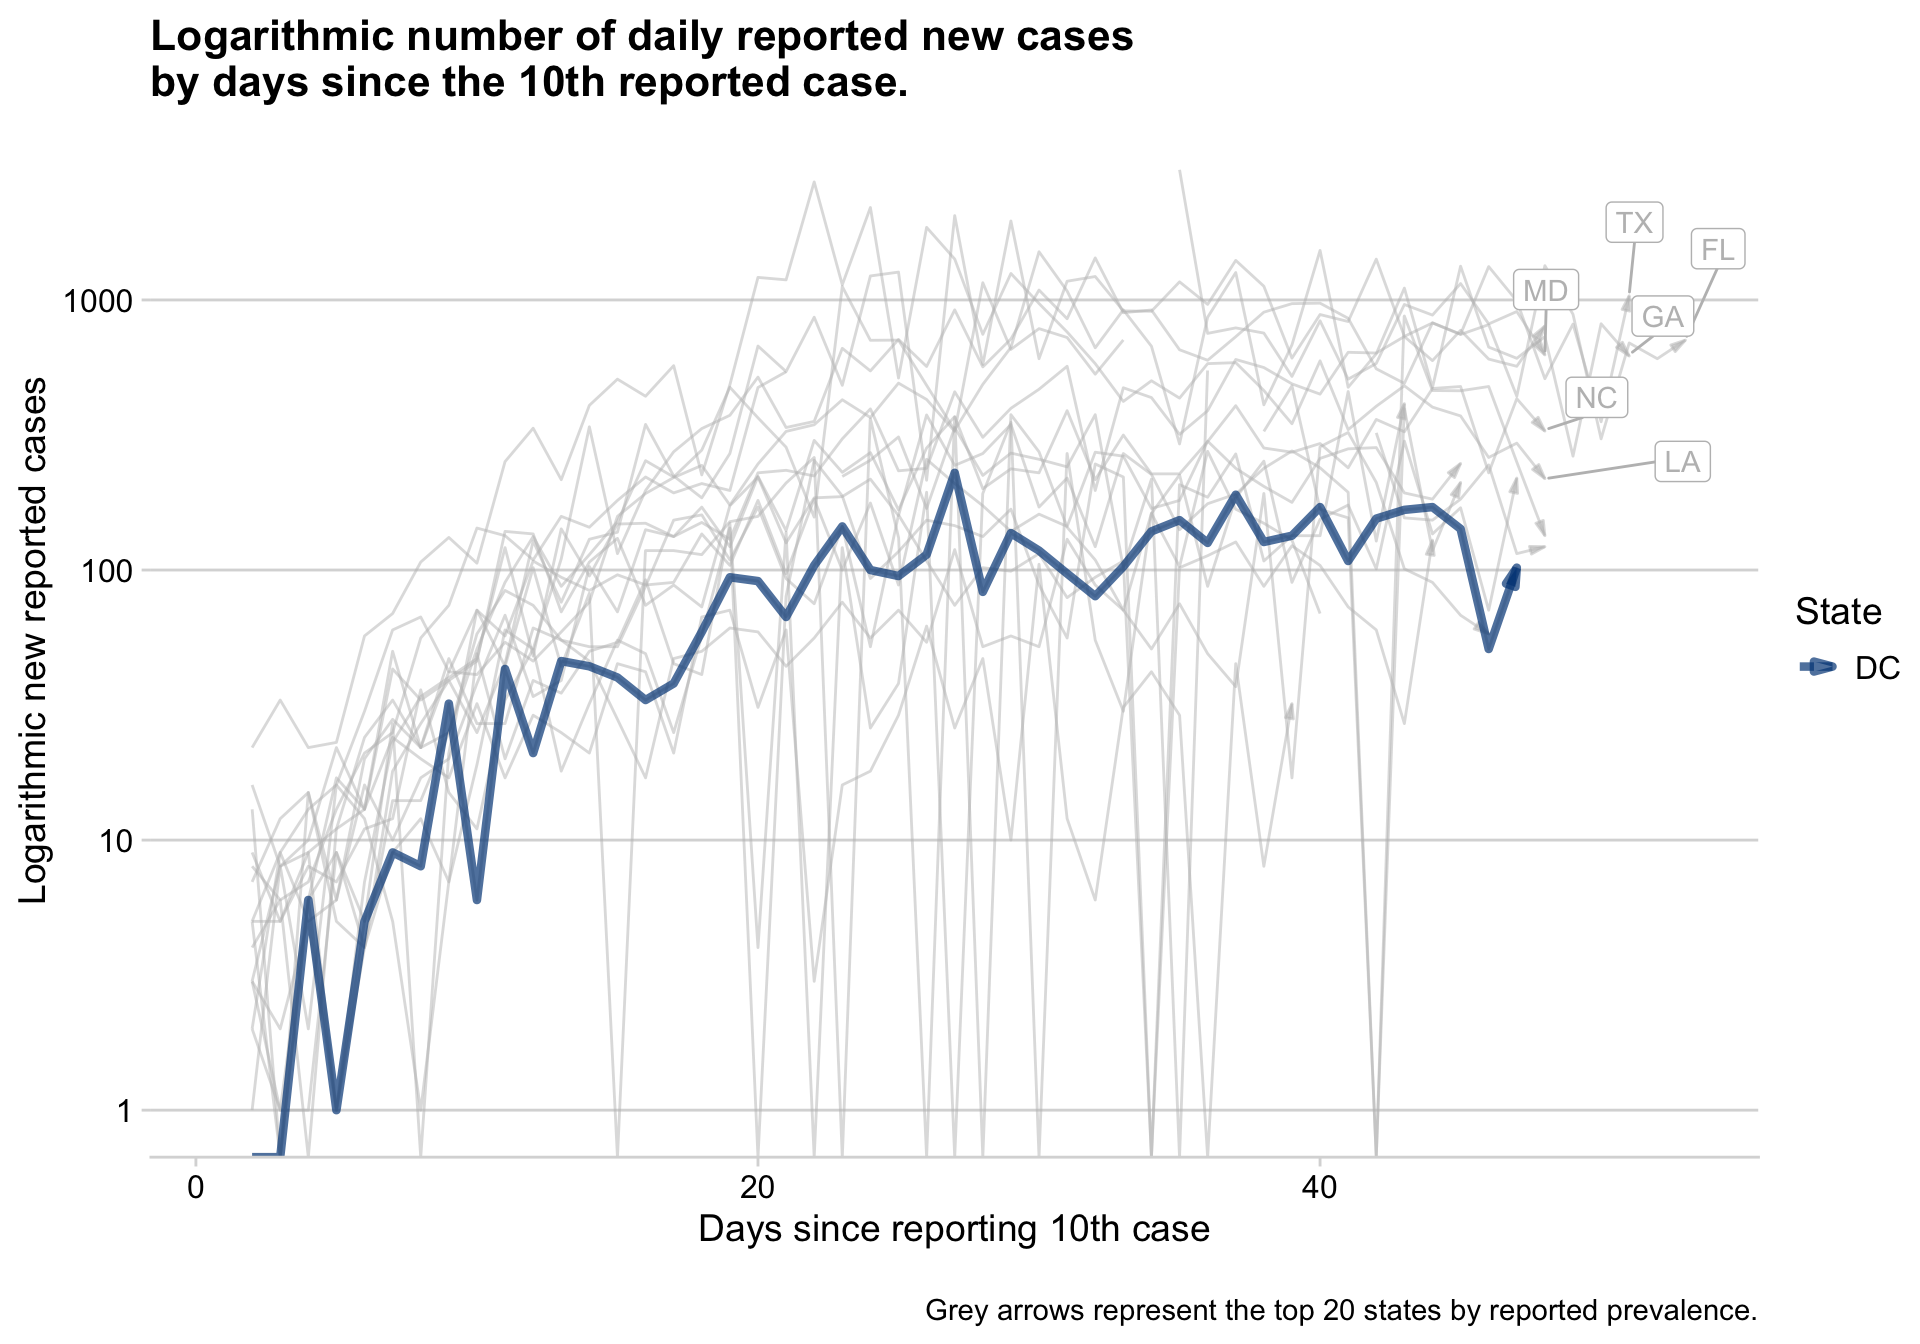 Logarithmic number of daily reported new cases
by days since the 10th reported case.
TX
FL
MD
GA
NC
LA
1000
100
10
1
Logarithmic new reported cases
0
20
40
Days since reporting 10th case
State
DC
Grey arrows represent the top 20 states by reported prevalence.